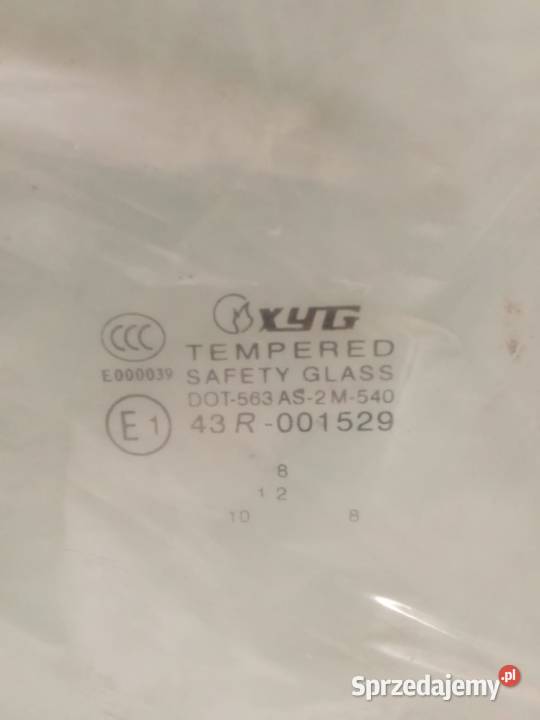 XYG
CCC
TEMPERED
E000039 SAFETY GLASS
DOT-563 AS-2 M-540
E1 43 R -001529
8
1 2
10 8
Sprzedajemy.pl